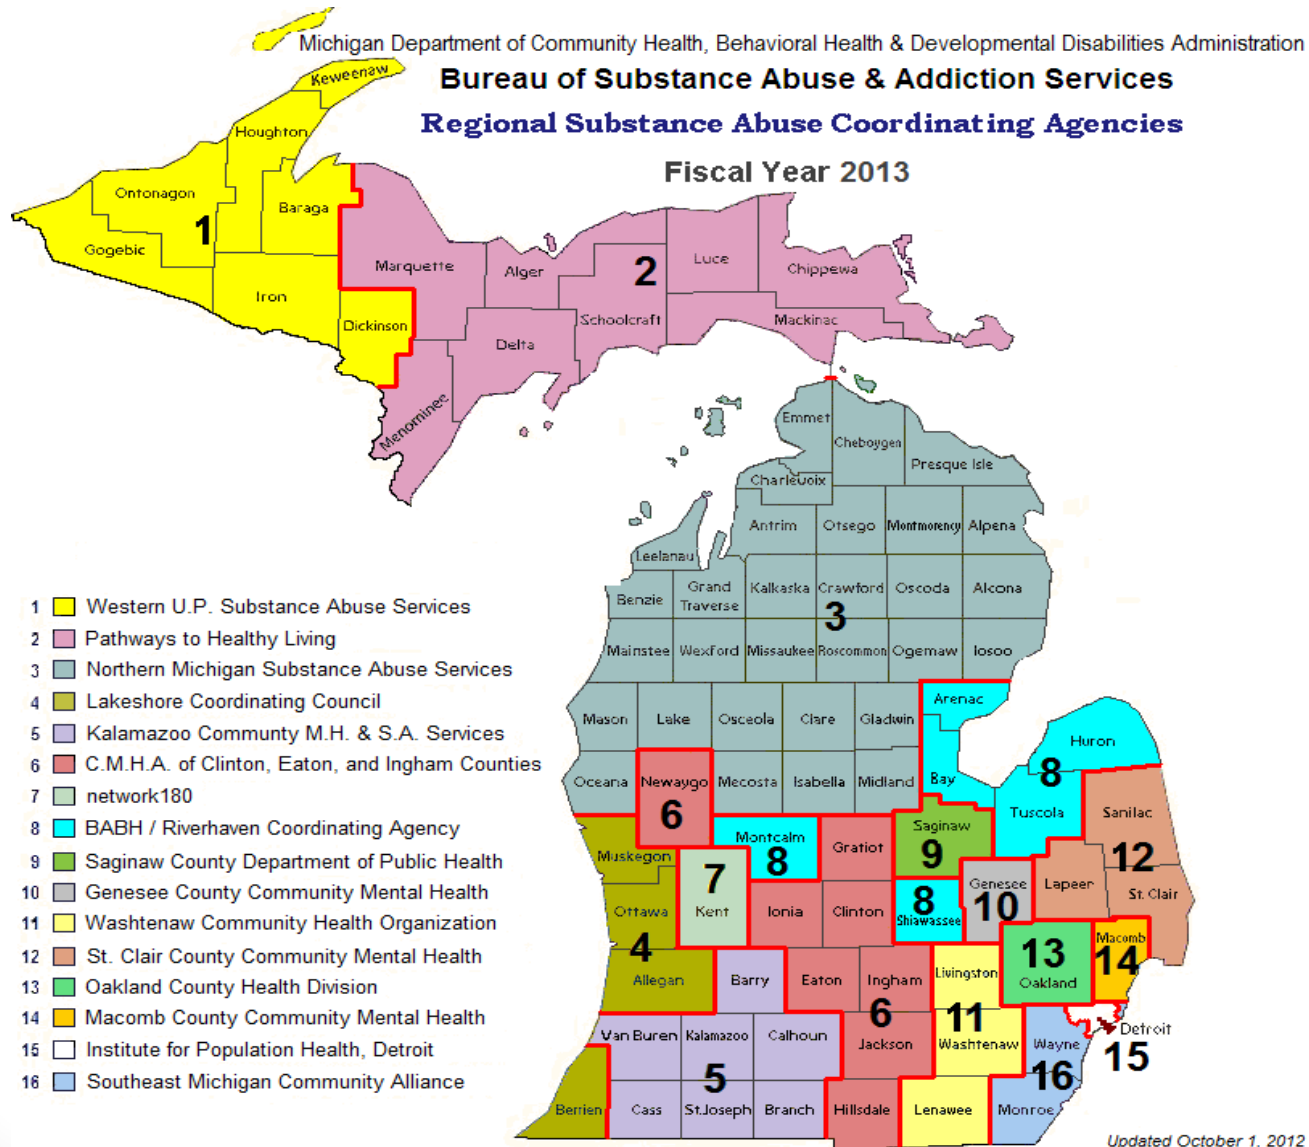 Michigan Department of Community Health, Behavioral Health & Developmental Disabilities Administration
Bureau of Substance Abuse & Addiction Services
Regional Substance Abuse Coordinating Agencies
Fiscal Year 2013
Keweenaw
Houghton
Ontonagon
Baraga
1
Gogebic
Iron
Dickinson
Marquette
Alger
2
Luce
Chippewa
Schoolcraft
Mackinac
Delta
Menominee
Emmet
Cheboygen
Presque Isle
Charlevoix
Antrim
Otsego
Montmorency
Alpena
Leelanau
Benzie
Grand
Traverse
Kalkaska
Crawford
Oscoda
Alcona
3
Mainstee
Wexford
Missaukee
Roscommon
Ogemaw
Iosoo
Arenac
Mason
Lake
Osceola
Clare
Gladwin
Huron
Oceana
Newaygo
Mecosta
Isabella
Midland
Bay
8
6
Tuscola
Sanilac
Montcalm
Gratiot
Saginaw
Muskegon
8
9
12
7
Genesee
Lapeer
St. Clair
Ottawa
Kent
Ionia
Clinton
8
Shiawassee
10
4
13
Macomb
14
Allegan
Barry
Eaton
Ingham
Livingston
Oakland
6
11
Van Buren
Kalamazoo
Calhoun
Jackson
Washtenaw
Wayne
Detroit
15
5
16
Berrien
Cass
St.Joseph
Branch
Hillsdale
Lenawee
Monroe
1 Western U.P. Substance Abuse Services
2 Pathways to Healthy Living
3 Northern Michigan Substance Abuse Services
4 Lakeshore Coordinating Council
5 Kalamazoo Communty M.H. & S.A. Services
6 C.M.H.A. of Clinton, Eaton, and Ingham Counties
7 network180
8 BABH / Riverhaven Coordinating Agency
9 Saginaw County Department of Public Health
10 Genesee County Community Mental Health
11 Washtenaw Community Health Organization
12 St. Clair County Community Mental Health
13 Oakland County Health Division
14 Macomb County Community Mental Health
15 Institute for Population Health, Detroit
16 Southeast Michigan Community Alliance
Updated October 1, 2012